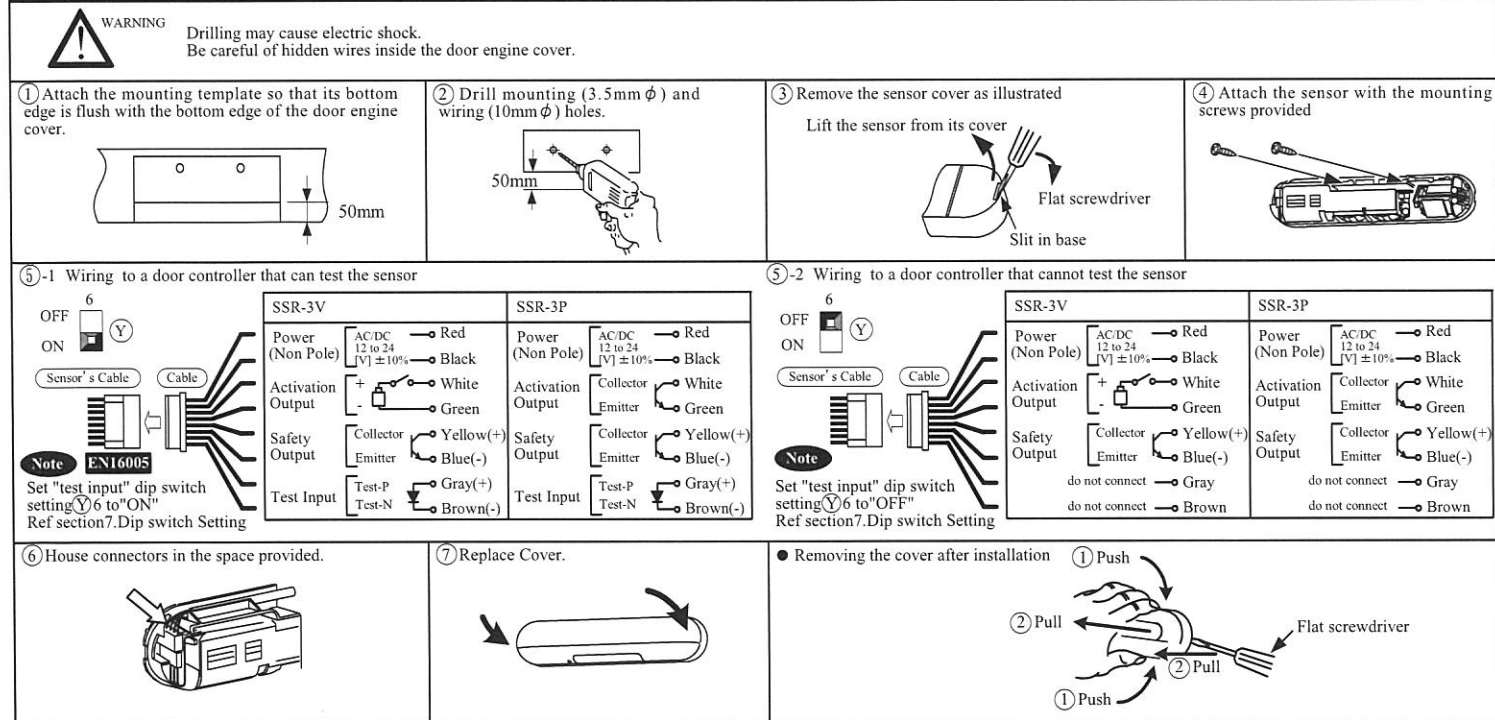 WARNING
Drilling may cause electric shock.
Be careful of hidden wires inside the door engine cover.
① Attach the mounting template so that its bottom
edge is flush with the bottom edge of the door engine
cover.
50mm
② Drill mounting (3.5mm ϕ) and
wiring (10mm ϕ) holes.
50mm
③ Remove the sensor cover as illustrated
Lift the sensor from its cover
Flat screwdriver
Slit in base
④ Attach the sensor with the mounting
screws provided
⑤-1 Wiring to a door controller that can test the sensor
6
OFF
ON
Ⓨ
Sensor's Cable
Cable
Note EN16005
Set "test input" dip switch
setting Ⓨ6 to "ON"
Ref section7.Dip switch Setting
SSR-3V
Power
(Non Pole)
AC/DC
12 to 24
[V] ±10%
Red
Black
Activation
Output
+
-
White
Green
Safety
Output
Collector
Emitter
Yellow(+)
Blue(-)
Test Input
Test-P
Test-N
Gray(+)
Brown(-)
SSR-3P
Power
(Non Pole)
AC/DC
12 to 24
[V] ±10%
Red
Black
Activation
Output
Collector
Emitter
White
Green
Safety
Output
Collector
Emitter
Yellow(+)
Blue(-)
Test Input
Test-P
Test-N
Gray(+)
Brown(-)
⑤-2 Wiring to a door controller that cannot test the sensor
6
OFF
ON
Ⓨ
Sensor's Cable
Cable
Note
Set "test input" dip switch
setting Ⓨ6 to"OFF"
Ref section7.Dip switch Setting
SSR-3V
Power
(Non Pole)
AC/DC
12 to 24
[V] ±10%
Red
Black
Activation
Output
+
-
White
Green
Safety
Output
Collector
Emitter
Yellow(+)
Blue(-)
do not connect
Gray
do not connect
Brown
SSR-3P
Power
(Non Pole)
AC/DC
12 to 24
[V] ±10%
Red
Black
Activation
Output
Collector
Emitter
White
Green
Safety
Output
Collector
Emitter
Yellow(+)
Blue(-)
do not connect
Gray
do not connect
Brown
⑥ House connectors in the space provided.
⑦ Replace Cover.
● Removing the cover after installation
① Push
② Pull
Flat screwdriver
② Pull
① Push